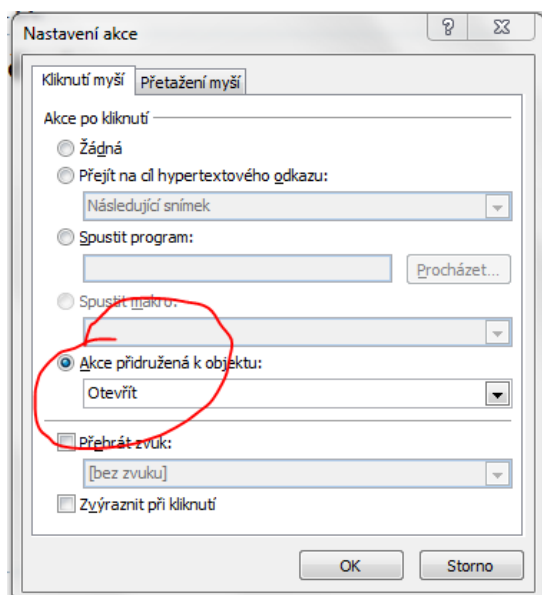 Nastavení akce
Kliknutí myší Přetažení myší
Akce po kliknutí
Žádná
Přejít na cíl hypertextového odkazu:
Následující snímek
Spustit program:
Procházet...
Spustit makro:
Akce přidružená k objektu:
Otevřít
Přehrát zvuk:
[bez zvuku]
Zvýraznit při kliknutí
OK Storno